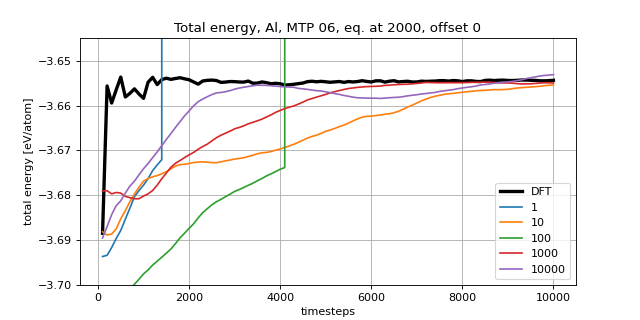 Total energy, Al, MTP 06, eq. at 2000, offset 0
total energy [eV/atom]
−3.65
−3.66
−3.67
−3.68
−3.69
−3.70
DFT
1
10
100
1000
10000
0 2000 4000 6000 8000 10000
timesteps